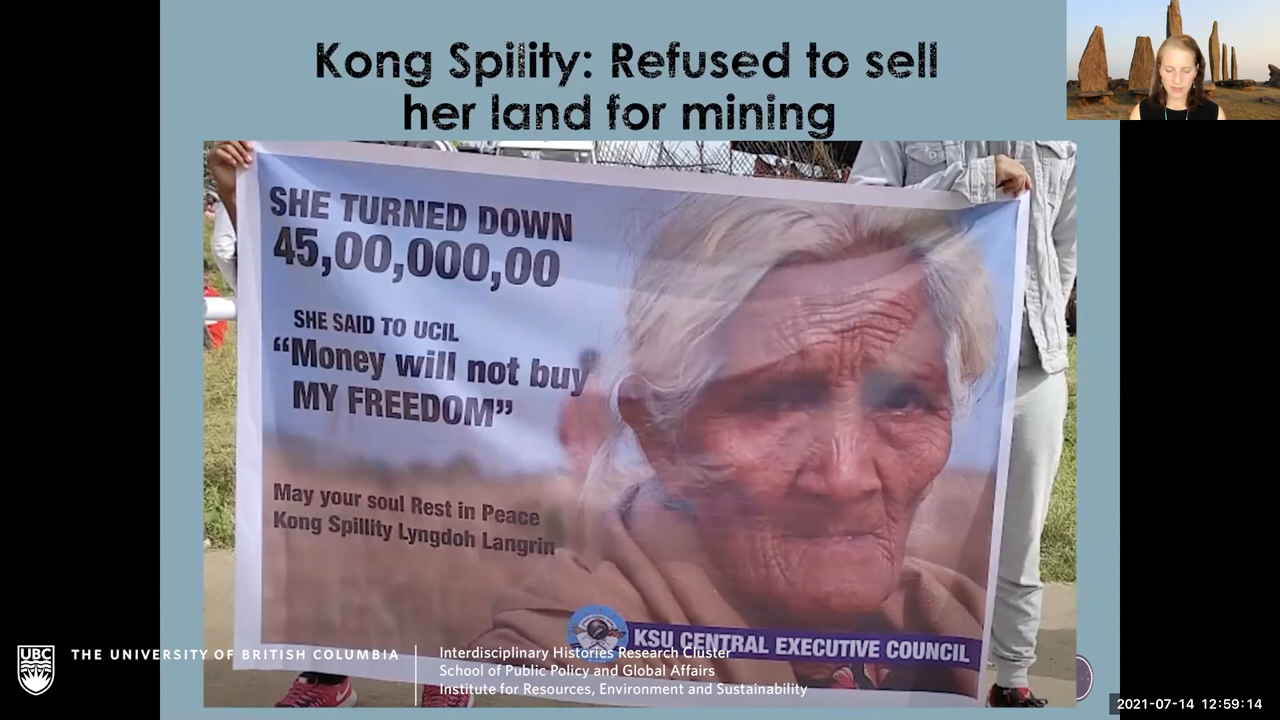 Kong Spility: Refused to sell
her land for mining
SHE TURNED DOWN
45,00,000,00
SHE SAID TO UCIL
“Money will not buy
MY FREEDOM”
May your soul Rest in Peace
Kong Spillity Lyngdoh Langrin
KSU CENTRAL EXECUTIVE COUNCIL
UBC
THE UNIVERSITY OF BRITISH COLUMBIA
Interdisciplinary Histories Research Cluster
School of Public Policy and Global Affairs
Institute for Resources, Environment and Sustainability
2021-07-14 12:59:14